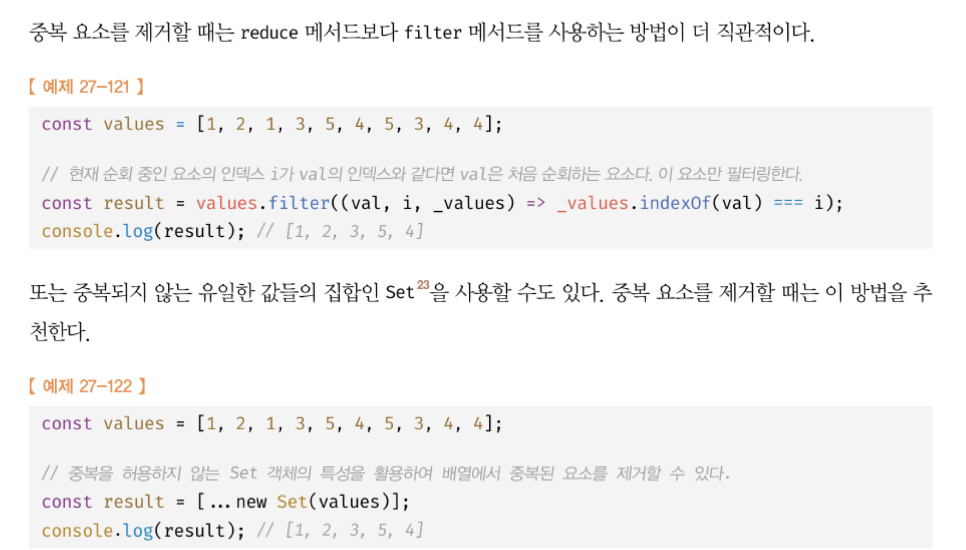 중복 요소를 제거할 때는 reduce 메서드보다 filter 메서드를 사용하는 방법이 더 직관적이다.
【 예제 27-121 】
const values = [1, 2, 1, 3, 5, 4, 5, 3, 4, 4];
// 현재 순회 중인 요소의 인덱스 i가 val의 인덱스와 같다면 val은 처음 순회하는 요소다. 이 요소만 필터링한다.
const result = values.filter((val, i, _values) => _values.indexOf(val) === i);
console.log(result); // [1, 2, 3, 5, 4]
또는 중복되지 않는 유일한 값들의 집합인 Set23을 사용할 수도 있다. 중복 요소를 제거할 때는 이 방법을 추
천한다.
【 예제 27-122 】
const values = [1, 2, 1, 3, 5, 4, 5, 3, 4, 4];
// 중복을 허용하지 않는 Set 객체의 특성을 활용하여 배열에서 중복된 요소를 제거할 수 있다.
const result = [...new Set(values)];
console.log(result); // [1, 2, 3, 5, 4]